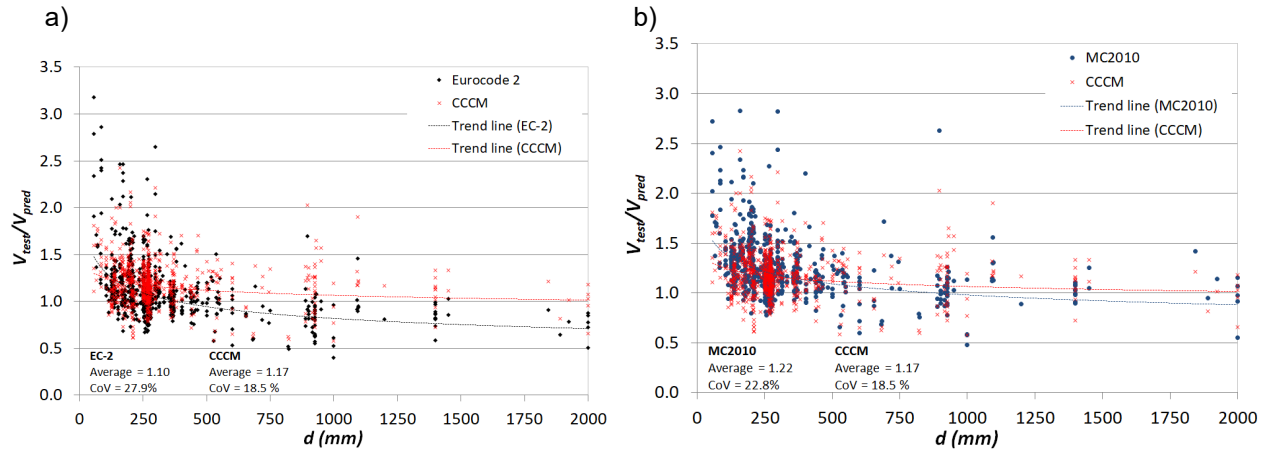 a)
3.5
3.0
2.5
2.0
1.5
1.0
0.5
0.0
V_test/V_pred
0
250
500
750
1000
1250
1500
1750
2000
d (mm)
Eurocode 2
CCCM
Trend line (EC-2)
Trend line (CCCM)
EC-2
Average = 1.10
CoV = 27.9%
CCCM
Average = 1.17
CoV = 18.5 %
b)
3.5
3.0
2.5
2.0
1.5
1.0
0.5
0.0
V_test/V_pred
0
250
500
750
1000
1250
1500
1750
2000
d (mm)
MC2010
CCCM
Trend line (MC2010)
Trend line (CCCM)
MC2010
Average = 1.22
CoV = 22.8%
CCCM
Average = 1.17
CoV = 18.5 %